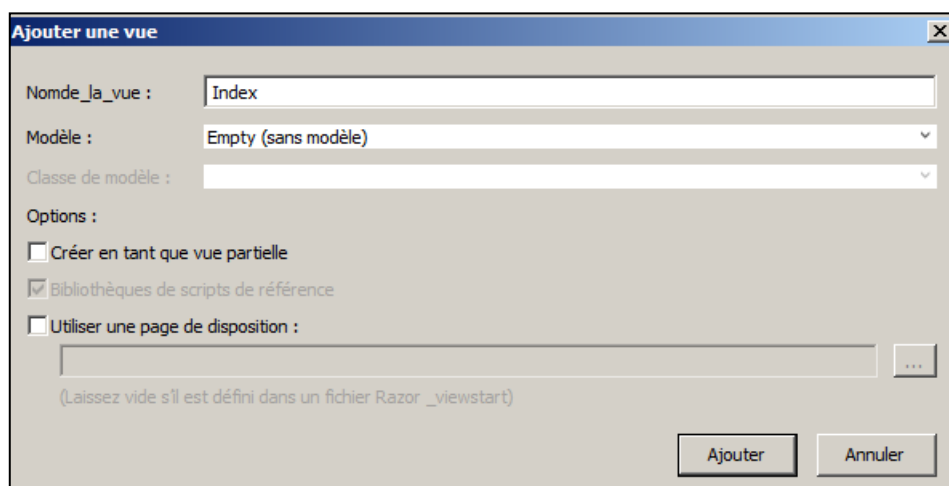 Ajouter une vue
Nomde_la_vue : Index
Modèle : Empty (sans modèle)
Classe de modèle :
Options :
Créer en tant que vue partielle
Bibliothèques de scripts de référence
Utiliser une page de disposition :
...
(Laissez vide s'il est défini dans un fichier Razor _viewstart)
Ajouter Annuler